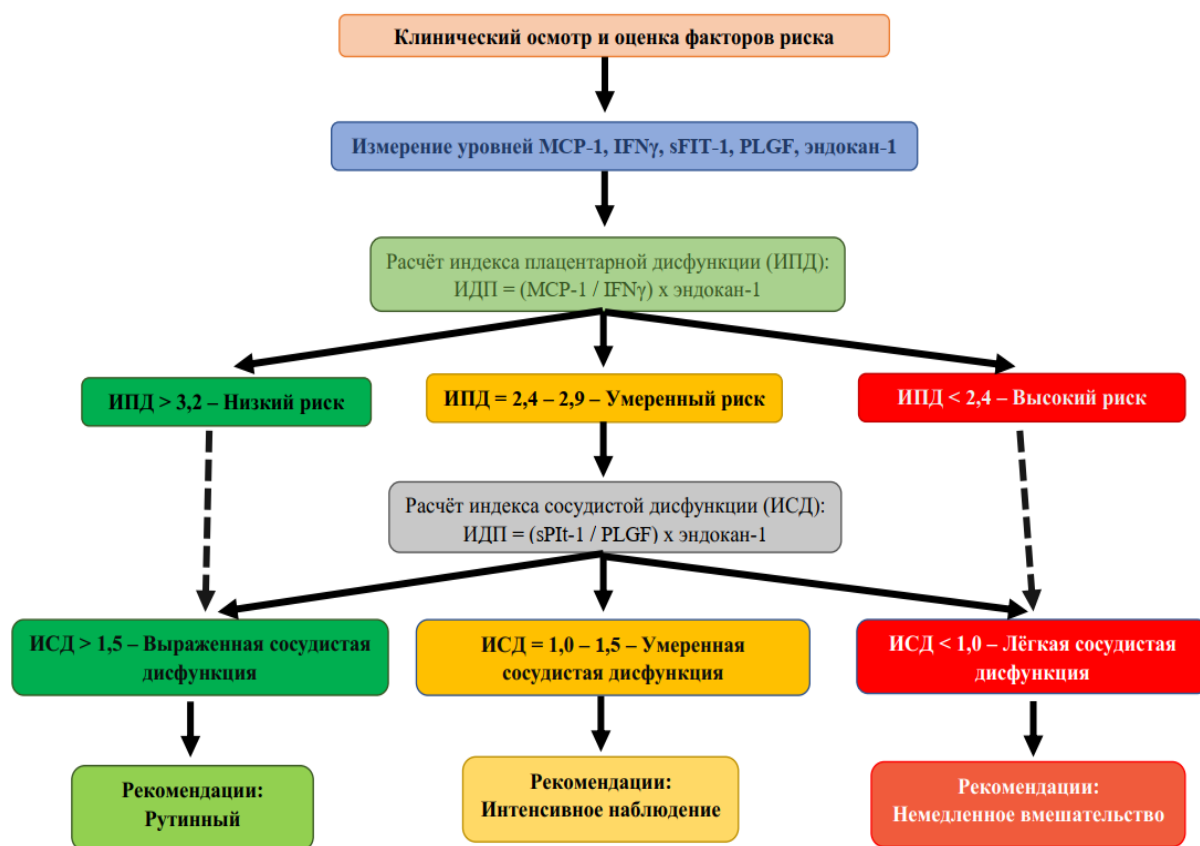 Клинический осмотр и оценка факторов риска
Измерение уровней MCP-1, IFNγ, sFIT-1, PLGF, эндокан-1
Расчёт индекса плацентарной дисфункции (ИПД):
ИДП = (MCP-1 / IFNγ) x эндокан-1
ИПД > 3,2 – Низкий риск
ИПД = 2,4 – 2,9 – Умеренный риск
ИПД < 2,4 – Высокий риск
Расчёт индекса сосудистой дисфункции (ИСД):
ИДП = (sPIt-1 / PLGF) x эндокан-1
ИСД > 1,5 – Выраженная сосудистая
дисфункция
ИСД = 1,0 – 1,5 – Умеренная
сосудистая дисфункция
ИСД < 1,0 – Лёгкая сосудистая
дисфункция
Рекомендации:
Рутинный
Рекомендации:
Интенсивное наблюдение
Рекомендации:
Немедленное вмешательство